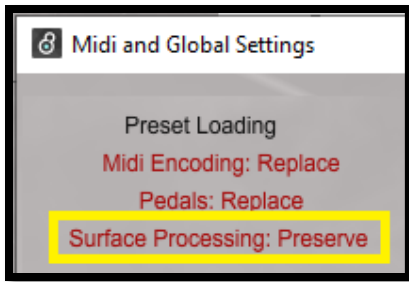 Midi and Global Settings
Preset Loading
Midi Encoding: Replace
Pedals: Replace
Surface Processing: Preserve